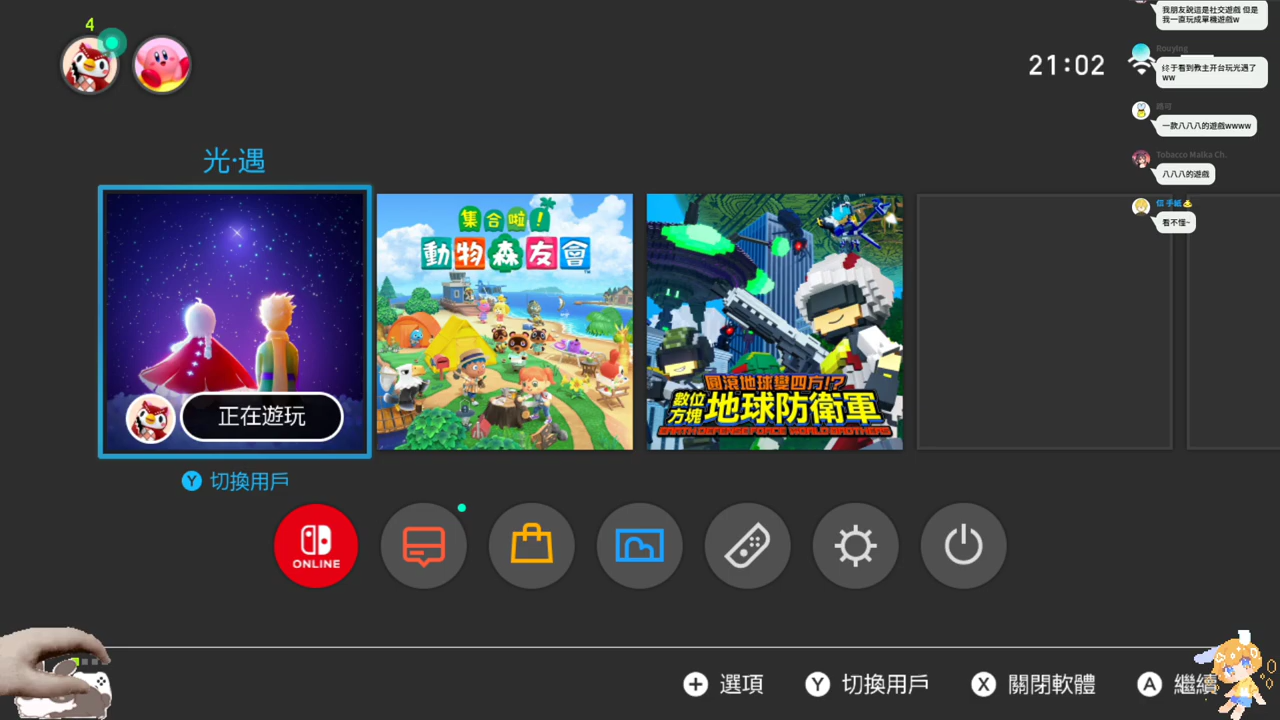 4
21:02
我朋友說這是社交遊戲 但是
我一直玩成單機遊戲w
Rouying
终于看到教主开台玩光遇了
ww
一款八八八的遊戲wwww
Tobacco Malka Ch.
八八八的遊戲
看不懂~
光·遇
正在遊玩
集合啦！
動物森友會
圓滾地球變四方!?
數位
方塊
地球防衛軍
EARTH DEFENSE FORCE: WORLD BROTHERS
Y 切換用戶
ONLINE
+ 選項
Y 切換用戶
X 關閉軟體
A 繼續